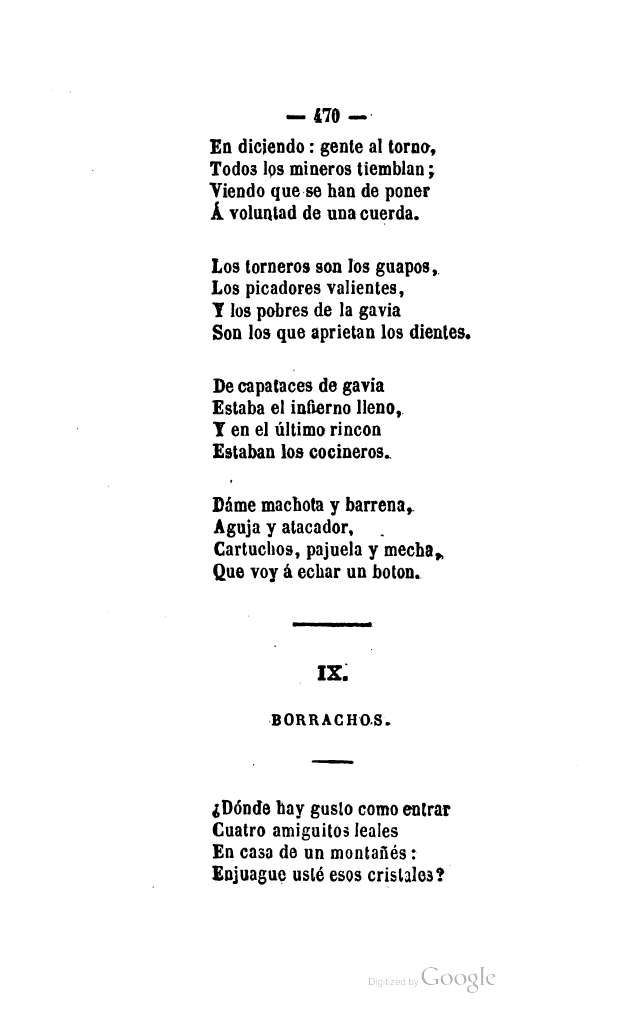 — 470 —
En diciendo : gente al torno,
Todos los mineros tiemblan ;
Viendo que se han de poner
Á voluntad de una cuerda.
Los torneros son los guapos,
Los picadores valientes,
Y los pobres de la gavia
Son los que aprietan los dientes.
De capataces de gavia
Estaba el infierno lleno,
Y en el último rincon
Estaban los cocineros.
Dáme machota y barrena,
Aguja y atacador,
Cartuchos, pajuela y mecha,
Que voy á echar un boton.
IX.
BORRACHOS.
¿Dónde hay gusto como entrar
Cuatro amiguitos leales
En casa de un montañés :
Enjuague usté esos cristales?
Digitized by Google